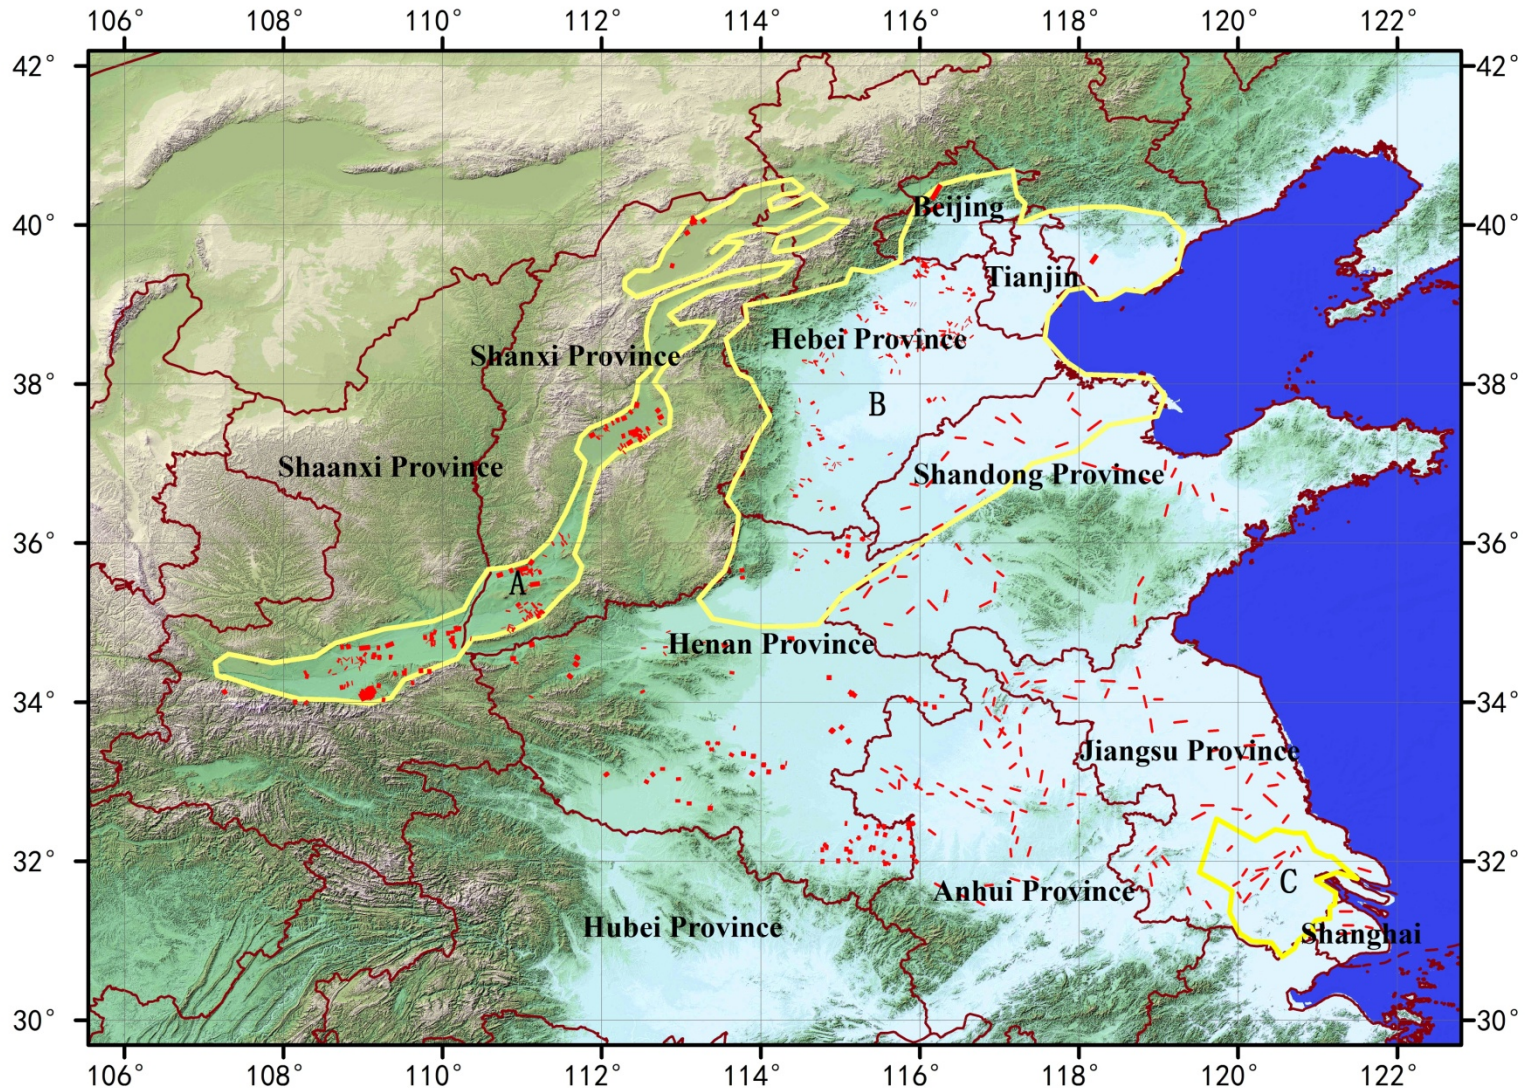 106° 108° 110° 112° 114° 116° 118° 120° 122°
42° 42°
40° Beijing 40°
Tianjin
Hebei Province
Shanxi Province
38° 38°
B
Shaanxi Province
Shandong Province
36° 36°
A
Henan Province
34° 34°
Jiangsu Province
32° 32°
C
Anhui Province
Hubei Province
Shanghai
30° 30°
106° 108° 110° 112° 114° 116° 118° 120° 122°